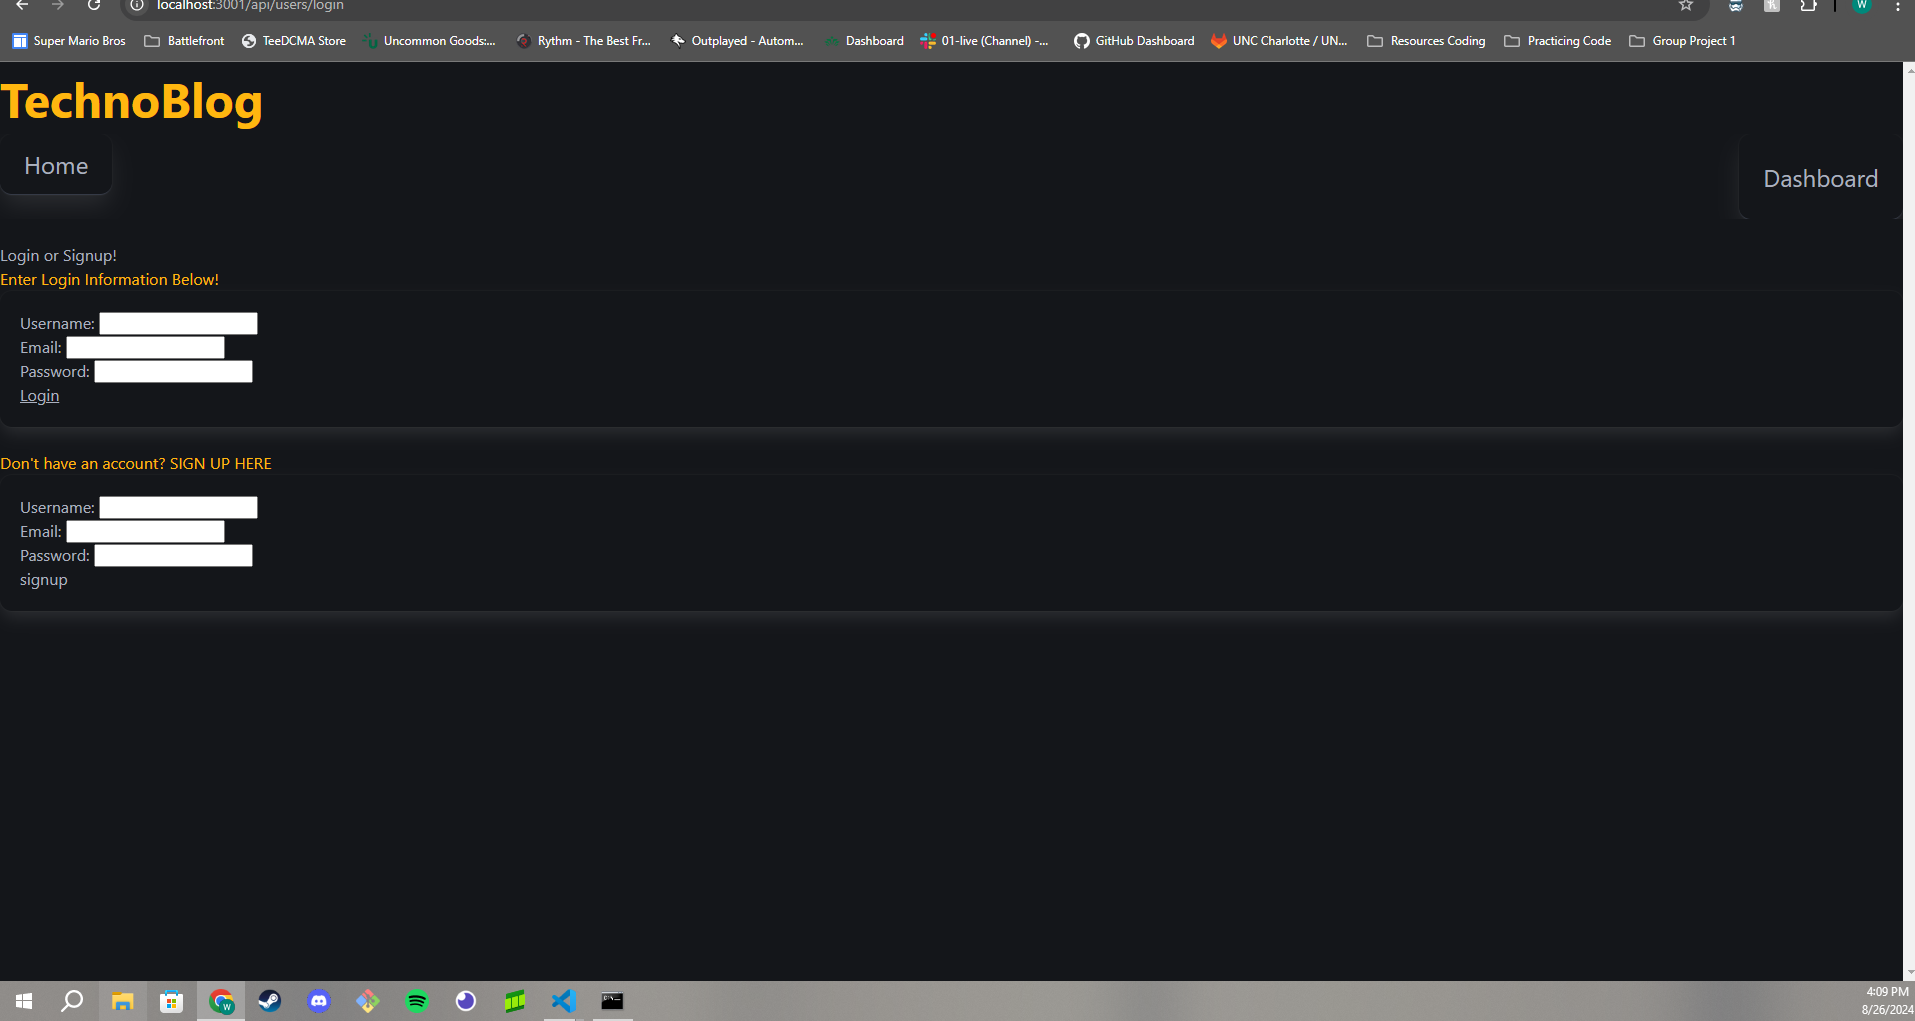 localhost:3001/api/users/login
W
Super Mario Bros Battlefront TeeDCMA Store Uncommon Goods:... Rythm - The Best Fr... Outplayed - Autom... Dashboard 01-live (Channel) -... GitHub Dashboard UNC Charlotte / UN... Resources Coding Practicing Code Group Project 1
TechnoBlog
Home
Dashboard
Login or Signup!
Enter Login Information Below!
Username:
Email:
Password:
Login
Don't have an account? SIGN UP HERE
Username:
Email:
Password:
signup
W
4:09 PM
8/26/2024